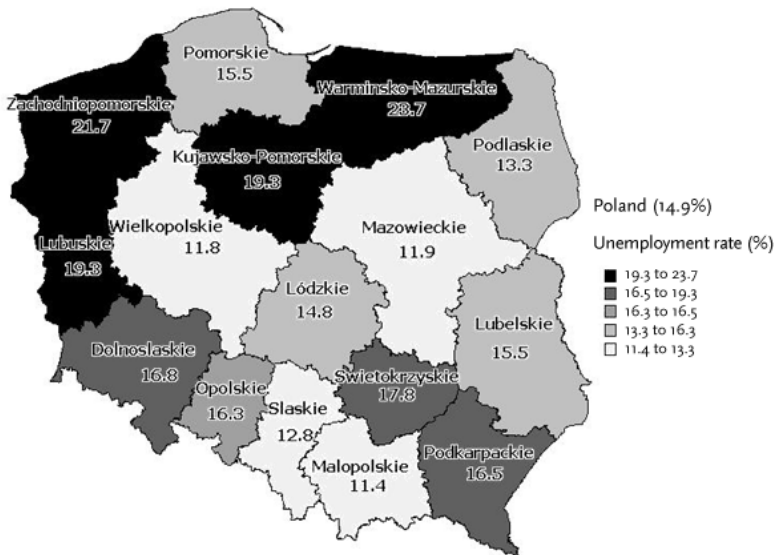 Pomorskie
15.5
Warminsko-Mazurskie
23.7
Zachodniopomorskie
21.7
Podlaskie
13.3
Kujawsko-Pomorskie
19.3
Wielkopolskie
11.8
Mazowieckie
11.9
Lubuskie
19.3
Lódzkie
14.8
Lubelskie
15.5
Dolnoslaskie
16.8
Opolskie
16.3
Slaskie
12.8
Swietokrzyskie
17.8
Malopolskie
11.4
Podkarpackie
16.5
Poland (14.9%)
Unemployment rate (%)
19.3 to 23.7
16.5 to 19.3
16.3 to 16.5
13.3 to 16.3
11.4 to 13.3